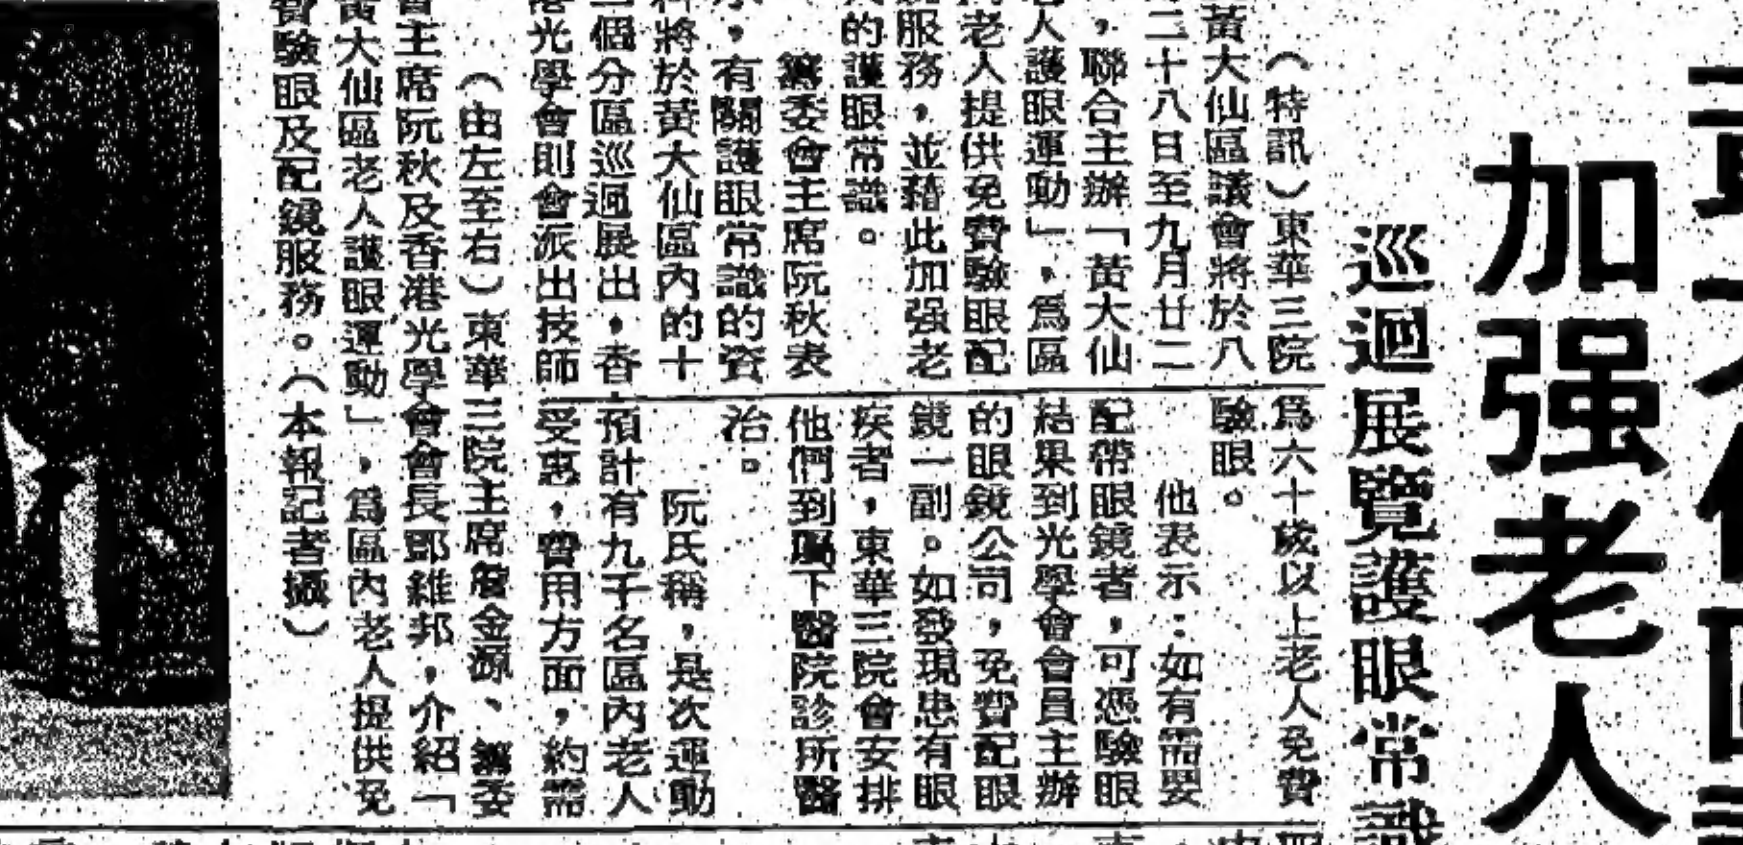 加强老人
巡迴展覽護眼常識
（特訊）東華三院
黃大仙區議會將於八
二十八日至九月廿二
，聯合主辦「黃大仙
人護眼運動」，爲區
老人提供免費驗眼配
服務，並藉此加强老
的護眼常識。
籌委會主席阮秋表
，有關護眼常識的資
料將於黃大仙區內的十
個分區巡迴展出，香
港光學會則會派出技師
爲六十歲以上老人免費
驗眼。
他表示：如有需要
配帶眼鏡者，可憑驗眼
結果到光學會會員主辦
的眼鏡公司，免費配眼
鏡一副。如發現患有眼
疾者，東華三院會安排
他們到屬下醫院診所醫
治。
阮氏稱，是次運動
預計有九千名區內老人
受惠，費用方面，約需
（由左至右）東華三院主席詹金源、籌委
會主席阮秋及香港光學會會長鄧維邦，介紹「
黃大仙區老人護眼運動」，爲區內老人提供免
費驗眼及配鏡服務。（本報記者攝）